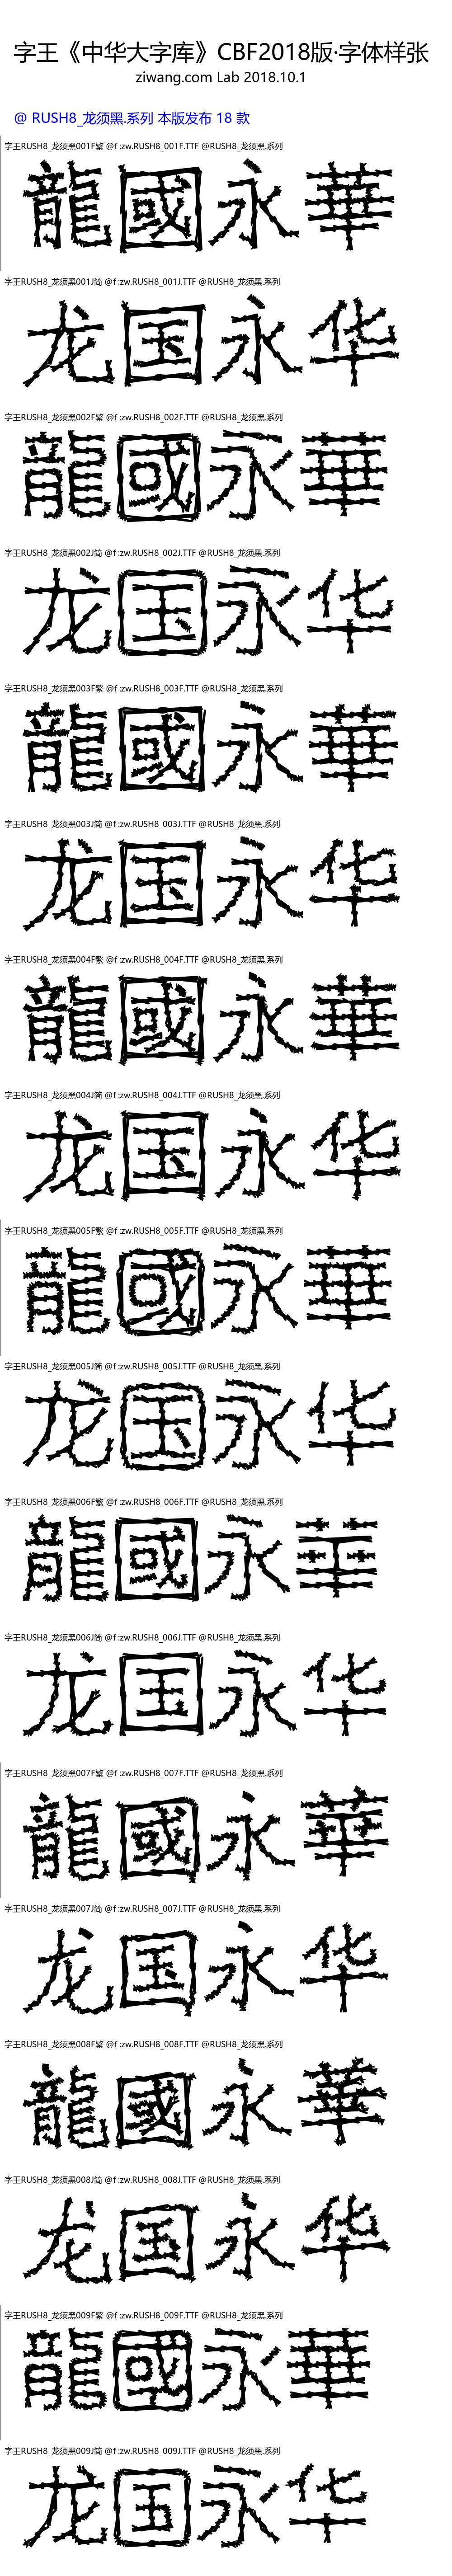 字王《中华大字库》CBF2018版·字体样张
ziwang.com Lab 2018.10.1
@ RUSH8_龙须黑.系列 本版发布 18 款
字王RUSH8_龙须黑001F繁 @f :zw.RUSH8_001F.TTF @RUSH8_龙须黑.系列
龍國永華
字王RUSH8_龙须黑001J简 @f :zw.RUSH8_001J.TTF @RUSH8_龙须黑.系列
龙国永华
字王RUSH8_龙须黑002F繁 @f :zw.RUSH8_002F.TTF @RUSH8_龙须黑.系列
龍國永華
字王RUSH8_龙须黑002J简 @f :zw.RUSH8_002J.TTF @RUSH8_龙须黑.系列
龙国永华
字王RUSH8_龙须黑003F繁 @f :zw.RUSH8_003F.TTF @RUSH8_龙须黑.系列
龍國永華
字王RUSH8_龙须黑003J简 @f :zw.RUSH8_003J.TTF @RUSH8_龙须黑.系列
龙国永华
字王RUSH8_龙须黑004F繁 @f :zw.RUSH8_004F.TTF @RUSH8_龙须黑.系列
龍國永華
字王RUSH8_龙须黑004J简 @f :zw.RUSH8_004J.TTF @RUSH8_龙须黑.系列
龙国永华
字王RUSH8_龙须黑005F繁 @f :zw.RUSH8_005F.TTF @RUSH8_龙须黑.系列
龍國永華
字王RUSH8_龙须黑005J简 @f :zw.RUSH8_005J.TTF @RUSH8_龙须黑.系列
龙国永华
字王RUSH8_龙须黑006F繁 @f :zw.RUSH8_006F.TTF @RUSH8_龙须黑.系列
龍國永華
字王RUSH8_龙须黑006J简 @f :zw.RUSH8_006J.TTF @RUSH8_龙须黑.系列
龙国永华
字王RUSH8_龙须黑007F繁 @f :zw.RUSH8_007F.TTF @RUSH8_龙须黑.系列
龍國永華
字王RUSH8_龙须黑007J简 @f :zw.RUSH8_007J.TTF @RUSH8_龙须黑.系列
龙国永华
字王RUSH8_龙须黑008F繁 @f :zw.RUSH8_008F.TTF @RUSH8_龙须黑.系列
龍國永華
字王RUSH8_龙须黑008J简 @f :zw.RUSH8_008J.TTF @RUSH8_龙须黑.系列
龙国永华
字王RUSH8_龙须黑009F繁 @f :zw.RUSH8_009F.TTF @RUSH8_龙须黑.系列
龍國永華
字王RUSH8_龙须黑009J简 @f :zw.RUSH8_009J.TTF @RUSH8_龙须黑.系列
龙国永华